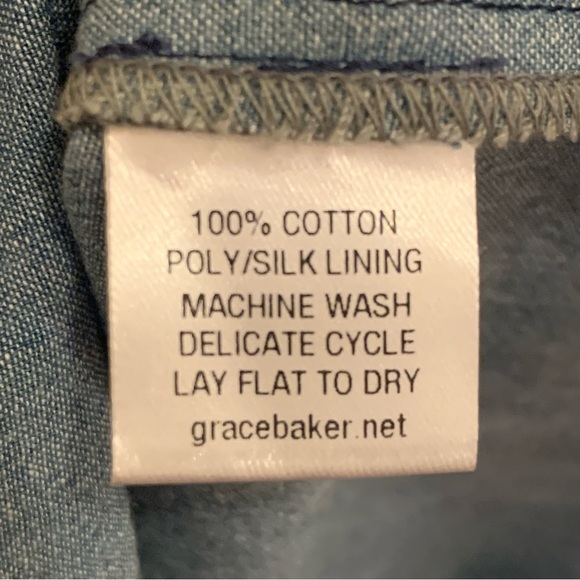 100% COTTON
POLY/SILK LINING
MACHINE WASH
DELICATE CYCLE
LAY FLAT TO DRY
gracebaker.net